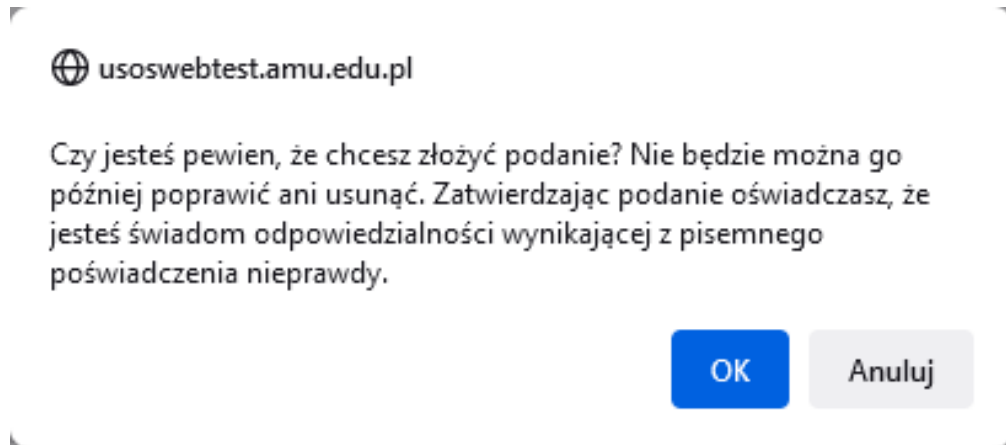 usoswebtest.amu.edu.pl
Czy jesteś pewien, że chcesz złożyć podanie? Nie będzie można go
później poprawić ani usunąć. Zatwierdzając podanie oświadczasz, że
jesteś świadom odpowiedzialności wynikającej z pisemnego
poświadczenia nieprawdy.
OK Anuluj